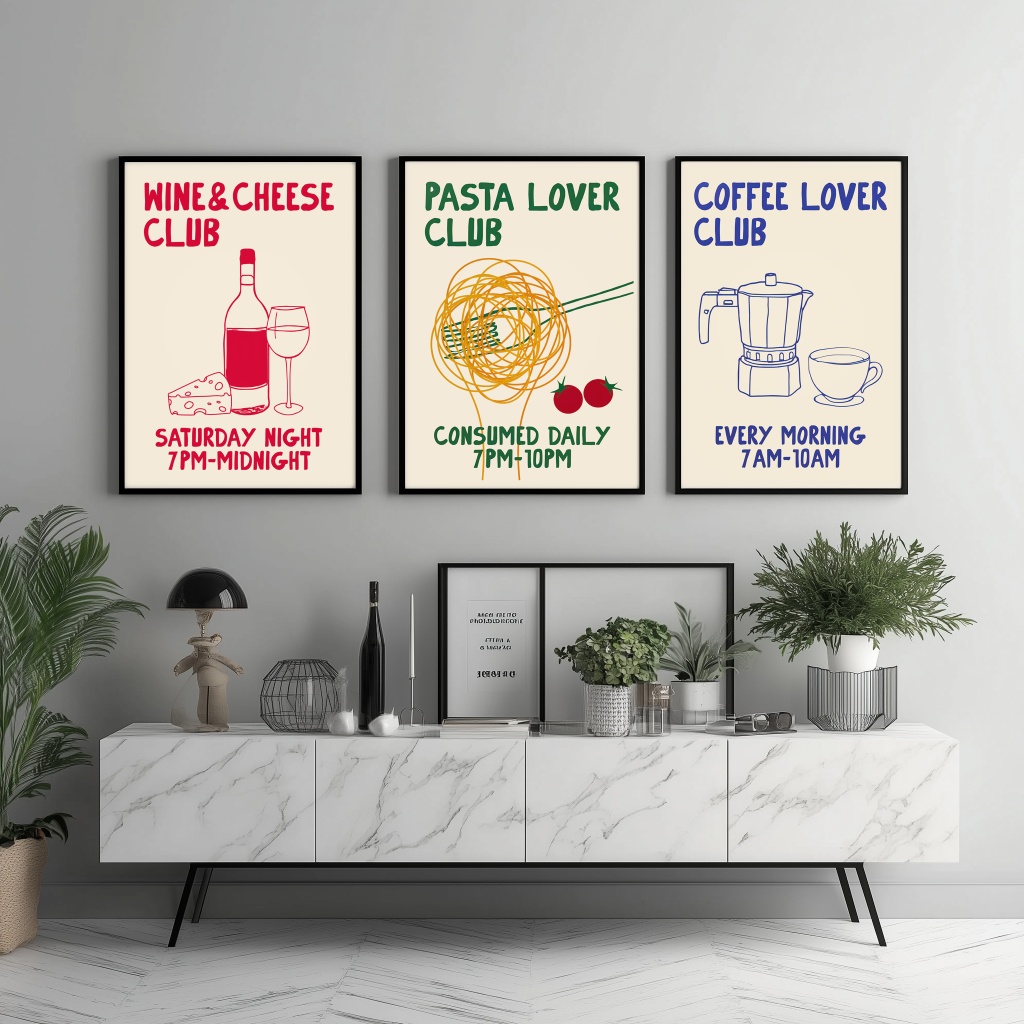 WINE & CHEESE
CLUB
SATURDAY NIGHT
7PM-MIDNIGHT
PASTA LOVER
CLUB
CONSUMED DAILY
7PM-10PM
COFFEE LOVER
CLUB
EVERY MORNING
7AM-10AM